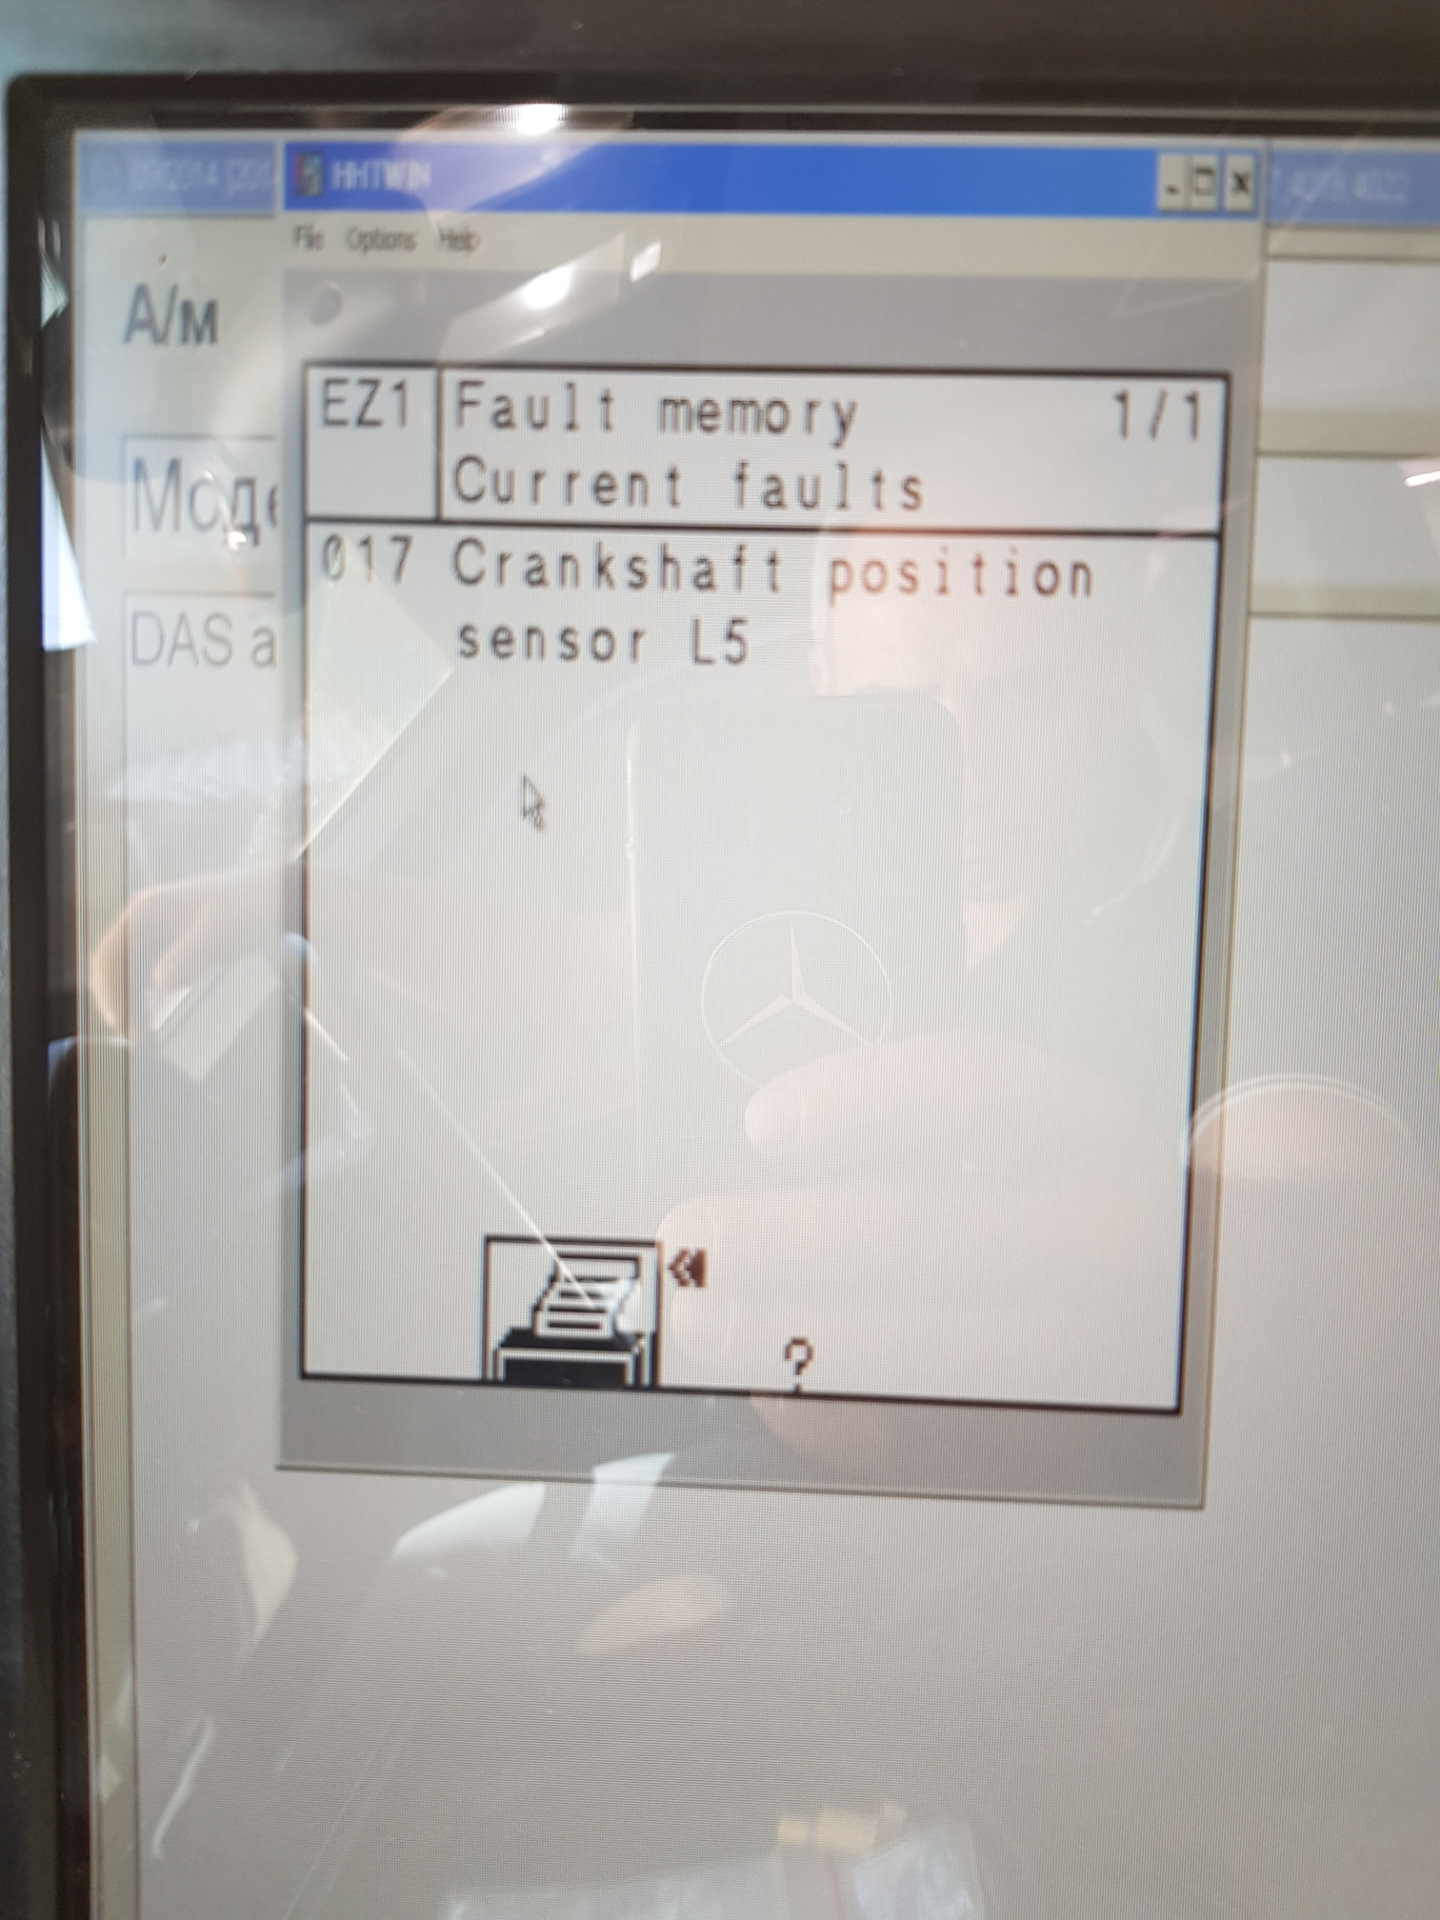 HHTWIN
File Options Help
А/м
EZ1 Fault memory 1/1
Current faults
Моде
017 Crankshaft position
sensor L5
DAS a
?